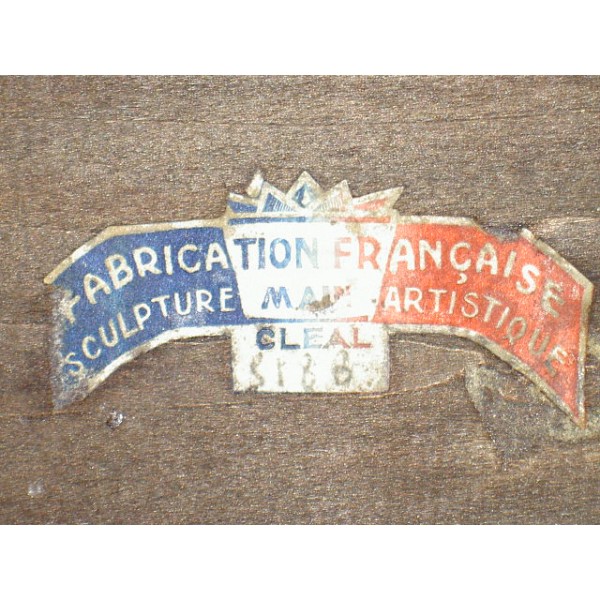 FABRICATION FRANÇAISE
SCULPTURE MAIN ARTISTIQUE
CLEAL